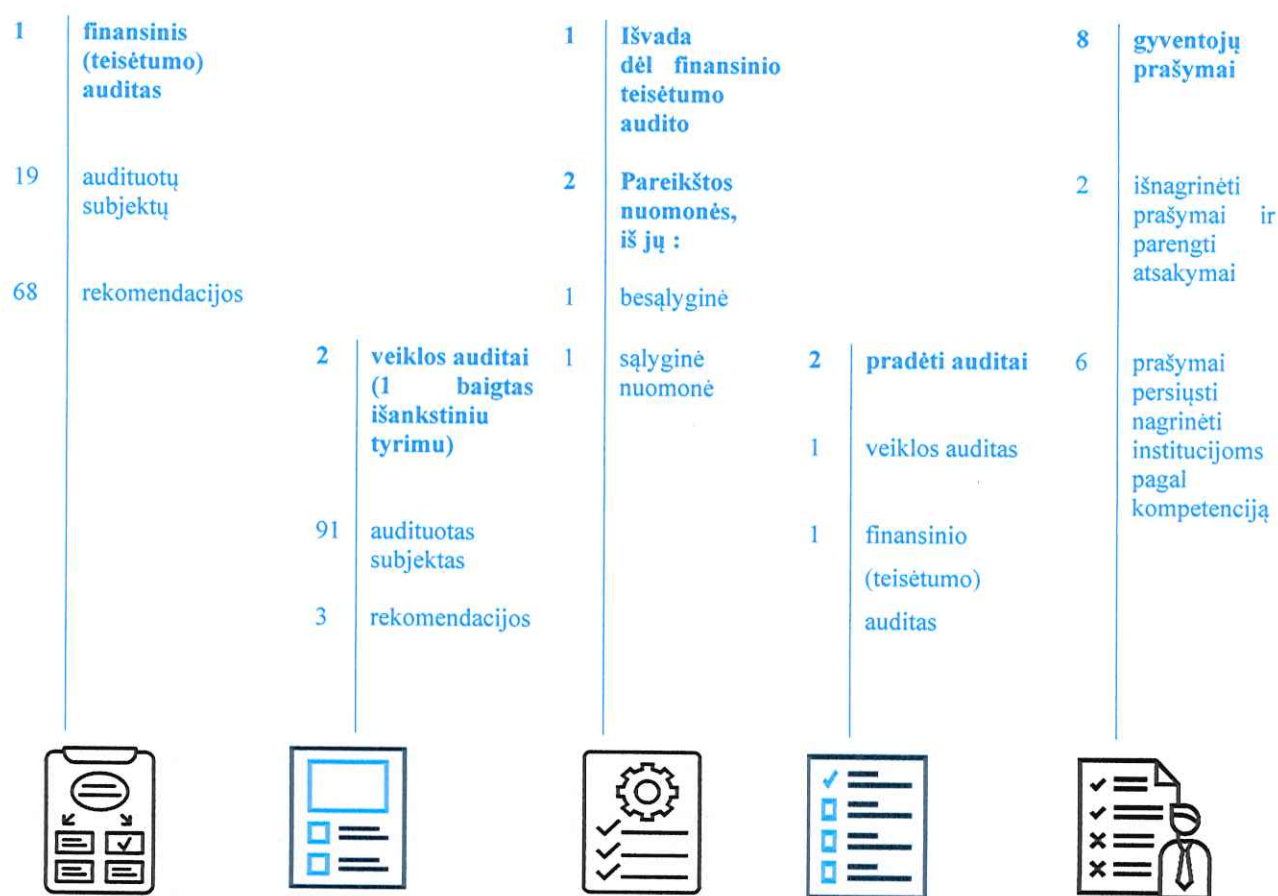 1 finansinis
(teisėtumo)
auditas
19 audituotų
subjektų
68 rekomendacijos
2 veiklos auditai
(1 baigtas
išankstiniu
tyrimu)
91 audituotas
subjektas
3 rekomendacijos
1 Išvada
dėl finansinio
teisėtumo
audito
2 Pareikštos
nuomonės,
iš jų :
1 besąlyginė
1 sąlyginė
nuomonė
2 pradėti auditai
1 veiklos auditas
1 finansinio
(teisėtumo)
auditas
8 gyventojų
prašymai
2 išnagrinėti
prašymai ir
parengti
atsakymai
6 prašymai
persiųsti
nagrinėti
institucijoms
pagal
kompetenciją